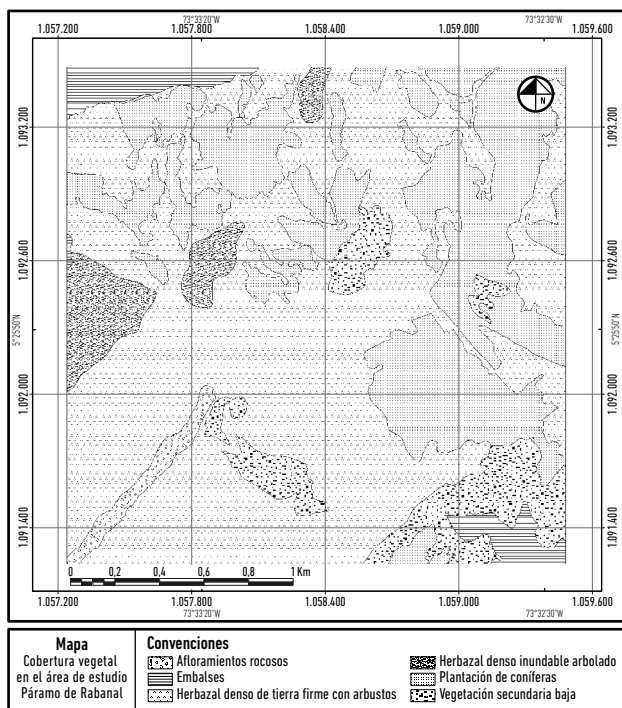 73°33'20"W 73°32'30"W
1.057.200 1.057.800 1.058.400 1.059.000 1.059.600
N
1.093.200 1.093.200
1.092.600 1.092.600
5°25'50"N 5°25'50"N
1.092.000 1.092.000
1.091.400 1.091.400
0 0,2 0,4 0,6 0,8 1 Km
1.057.200 1.057.800 1.058.400 1.059.000 1.059.600
73°33'20"W 73°32'30"W
Mapa
Cobertura vegetal
en el área de estudio
Páramo de Rabanal
Convenciones
Afloramientos rocosos
Embalses
Herbazal denso de tierra firme con arbustos
Herbazal denso inundable arbolado
Plantación de coníferas
Vegetación secundaria baja